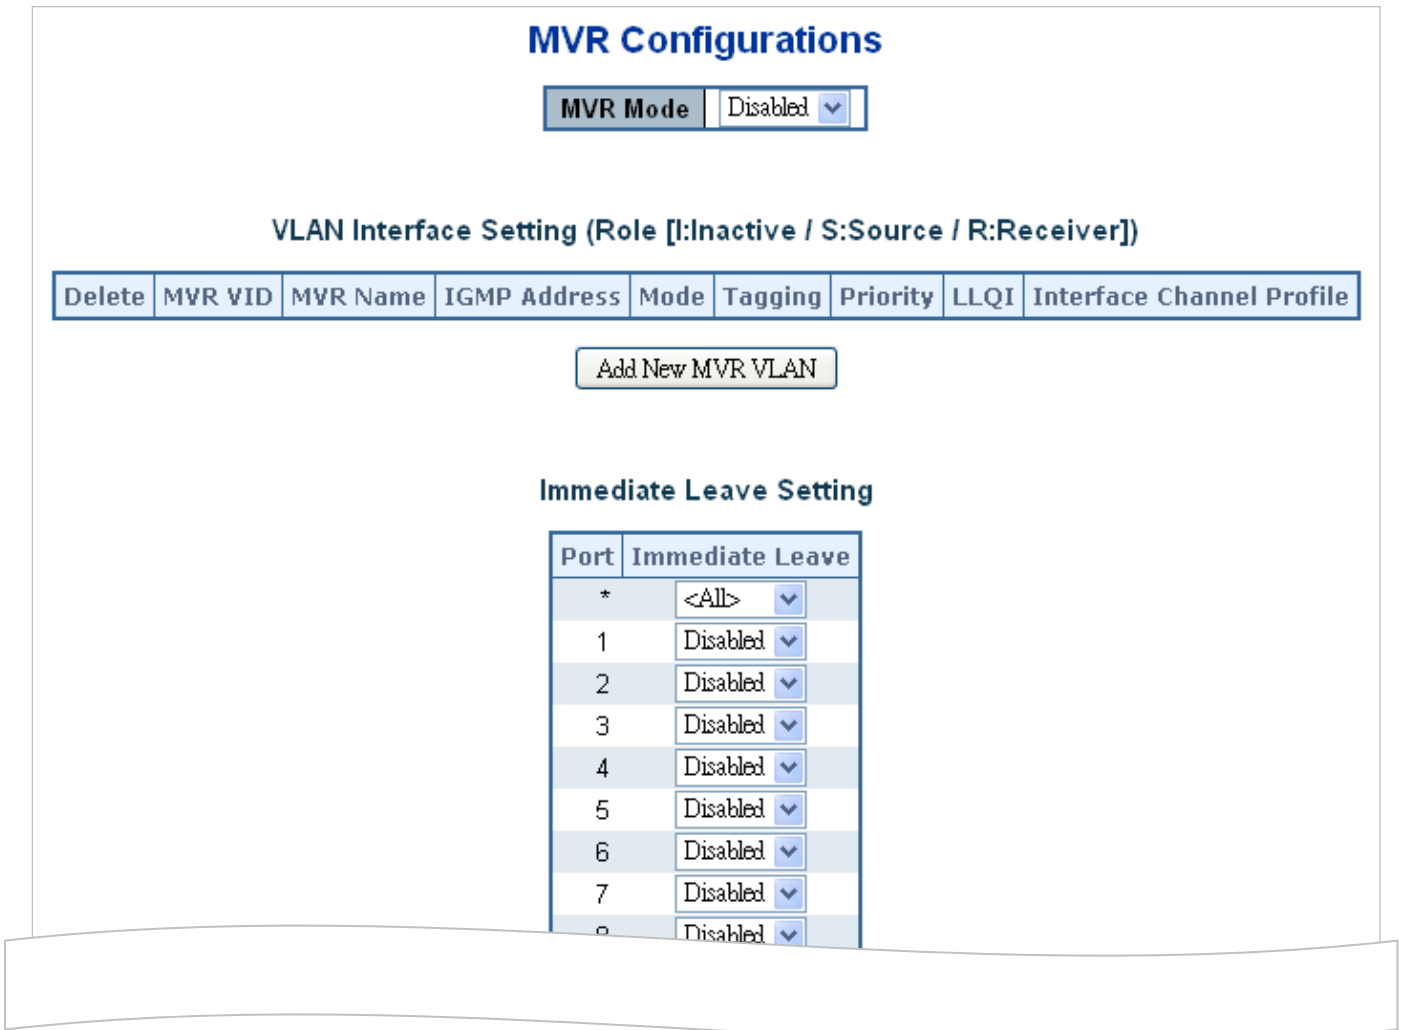 MVR Configurations
MVR Mode Disabled
VLAN Interface Setting (Role [I:Inactive / S:Source / R:Receiver])
Delete MVR VID MVR Name IGMP Address Mode Tagging Priority LLQI Interface Channel Profile
Add New MVR VLAN
Immediate Leave Setting
Port Immediate Leave
* <All>
1 Disabled
2 Disabled
3 Disabled
4 Disabled
5 Disabled
6 Disabled
7 Disabled
Disabled